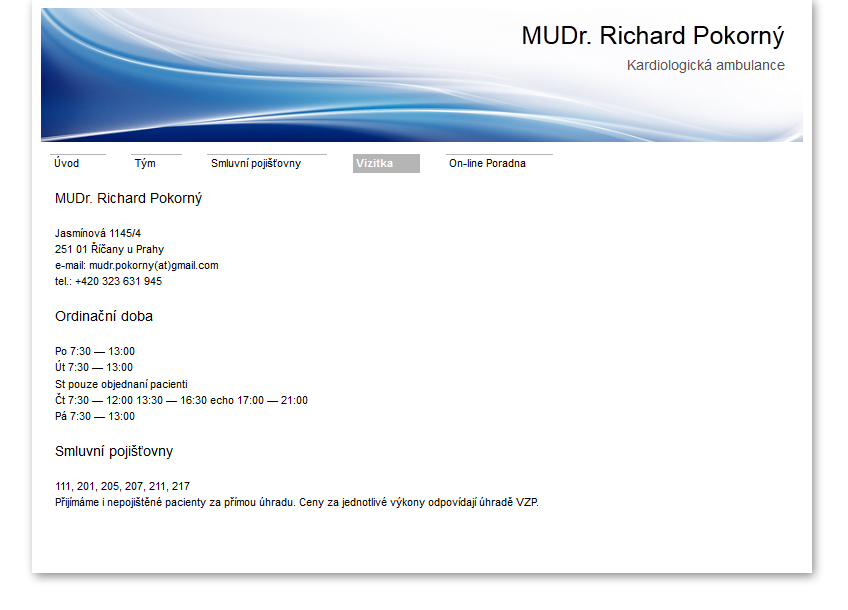 MUDr. Richard Pokorný
Kardiologická ambulance
Úvod Tým Smluvní pojišťovny Vizitka On-line Poradna
MUDr. Richard Pokorný
Jasmínová 1145/4
251 01 Říčany u Prahy
e-mail: mudr.pokorny(at)gmail.com
tel.: +420 323 631 945
Ordinační doba
Po 7:30 — 13:00
Út 7:30 — 13:00
St pouze objednaní pacienti
Čt 7:30 — 12:00 13:30 — 16:30 echo 17:00 — 21:00
Pá 7:30 — 13:00
Smluvní pojišťovny
111, 201, 205, 207, 211, 217
Přijímáme i nepojištěné pacienty za přímou úhradu. Ceny za jednotlivé výkony odpovídají úhradě VZP.